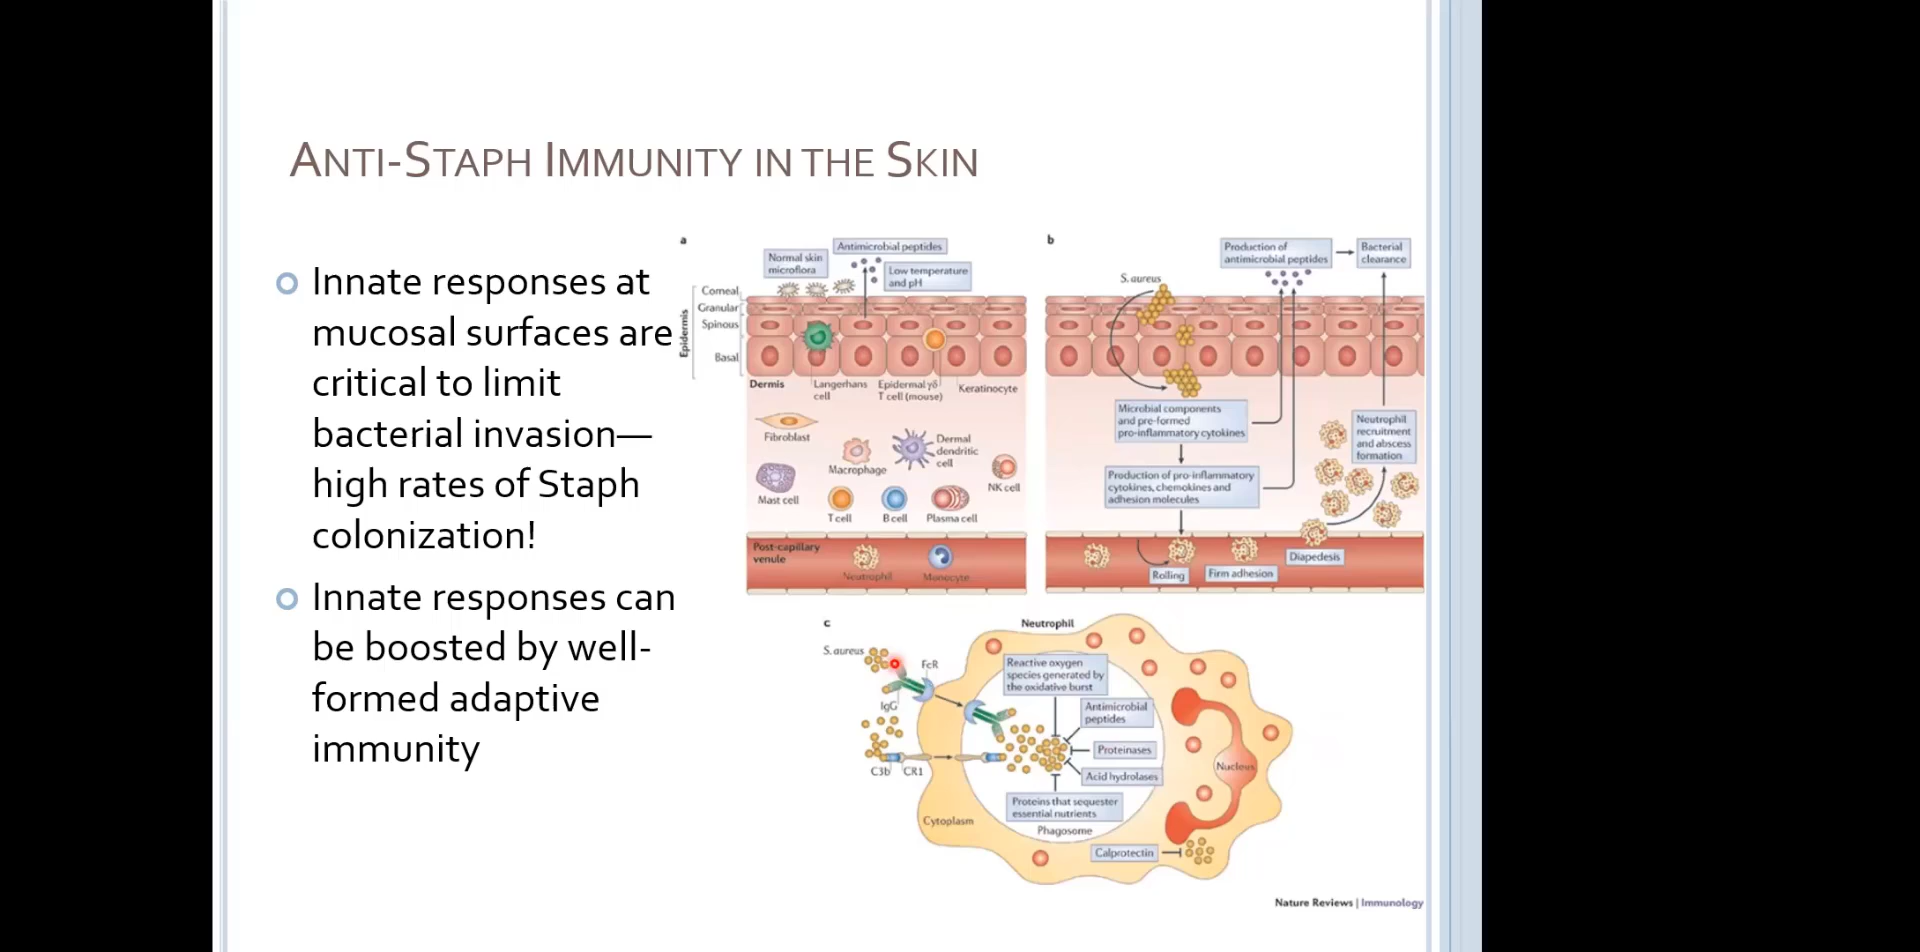 ANTI-STAPH IMMUNITY IN THE SKIN
Innate responses at
mucosal surfaces are
critical to limit
bacterial invasion—
high rates of Staph
colonization!
Innate responses can
be boosted by well-
formed adaptive
immunity
a
Antimicrobial peptides
Normal skin
microflora
Low temperature
and pH
Corneal
Granular
Spinous
Basal
Epidermis
Dermis
Langerhans
cell
Epidermal γδ
T cell (mouse)
Keratinocyte
Fibroblast
Macrophage
Dermal
dendritic
cell
Mast cell
NK cell
T cell
B cell
Plasma cell
Post-capillary
venule
Neutrophil
Monocyte
b
Production of
antimicrobial peptides
Bacterial
clearance
S. aureus
Microbial components
and pre-formed
pro-inflammatory cytokines
Neutrophil
recruitment
and abscess
formation
Production of pro-inflammatory
cytokines, chemokines and
adhesion molecules
Rolling
Firm adhesion
Diapedesis
c
Neutrophil
S. aureus
FcR
IgG
C3b
CR1
Reactive oxygen
species generated by
the oxidative burst
Antimicrobial
peptides
Proteinases
Acid hydrolases
Proteins that sequester
essential nutrients
Phagosome
Cytoplasm
Nucleus
Calprotectin
Nature Reviews | Immunology